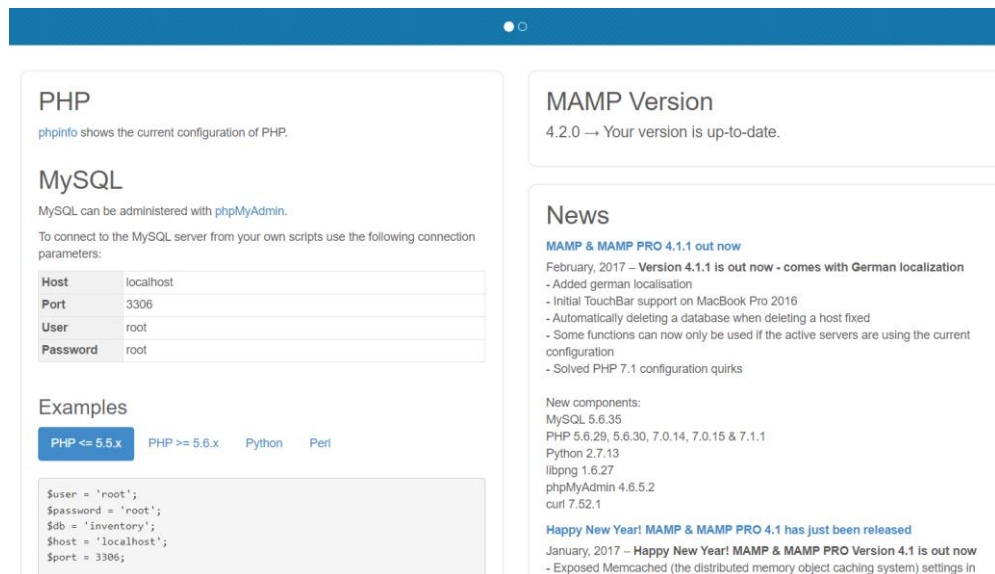 PHP
phpinfo shows the current configuration of PHP.
MySQL
MySQL can be administered with phpMyAdmin.
To connect to the MySQL server from your own scripts use the following connection
parameters:
Host localhost
Port 3306
User root
Password root
Examples
PHP <= 5.5.x PHP >= 5.6.x Python Perl
$user = 'root';
$password = 'root';
$db = 'inventory';
$host = 'localhost';
$port = 3306;
MAMP Version
4.2.0 → Your version is up-to-date.
News
MAMP & MAMP PRO 4.1.1 out now
February, 2017 – Version 4.1.1 is out now - comes with German localization
- Added german localisation
- Initial TouchBar support on MacBook Pro 2016
- Automatically deleting a database when deleting a host fixed
- Some functions can now only be used if the active servers are using the current
configuration
- Solved PHP 7.1 configuration quirks
New components:
MySQL 5.6.35
PHP 5.6.29, 5.6.30, 7.0.14, 7.0.15 & 7.1.1
Python 2.7.13
libpng 1.6.27
phpMyAdmin 4.6.5.2
curl 7.52.1
Happy New Year! MAMP & MAMP PRO 4.1 has just been released
January, 2017 – Happy New Year! MAMP & MAMP PRO Version 4.1 is out now
- Exposed Memcached (the distributed memory object caching system) settings in